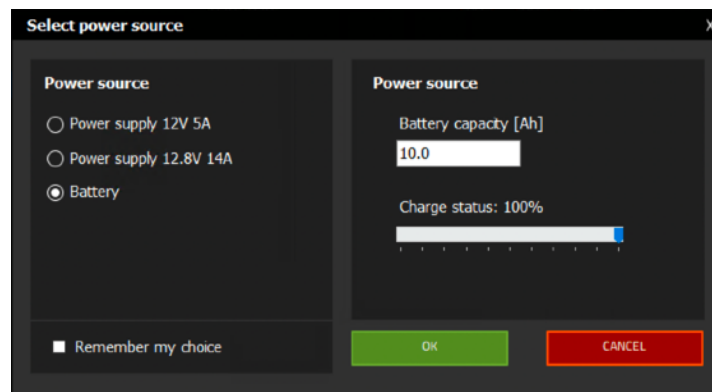 Select power source
X
Power source
Power supply 12V 5A
Power supply 12.8V 14A
Battery
Remember my choice
Power source
Battery capacity [Ah]
10.0
Charge status: 100%
OK
CANCEL